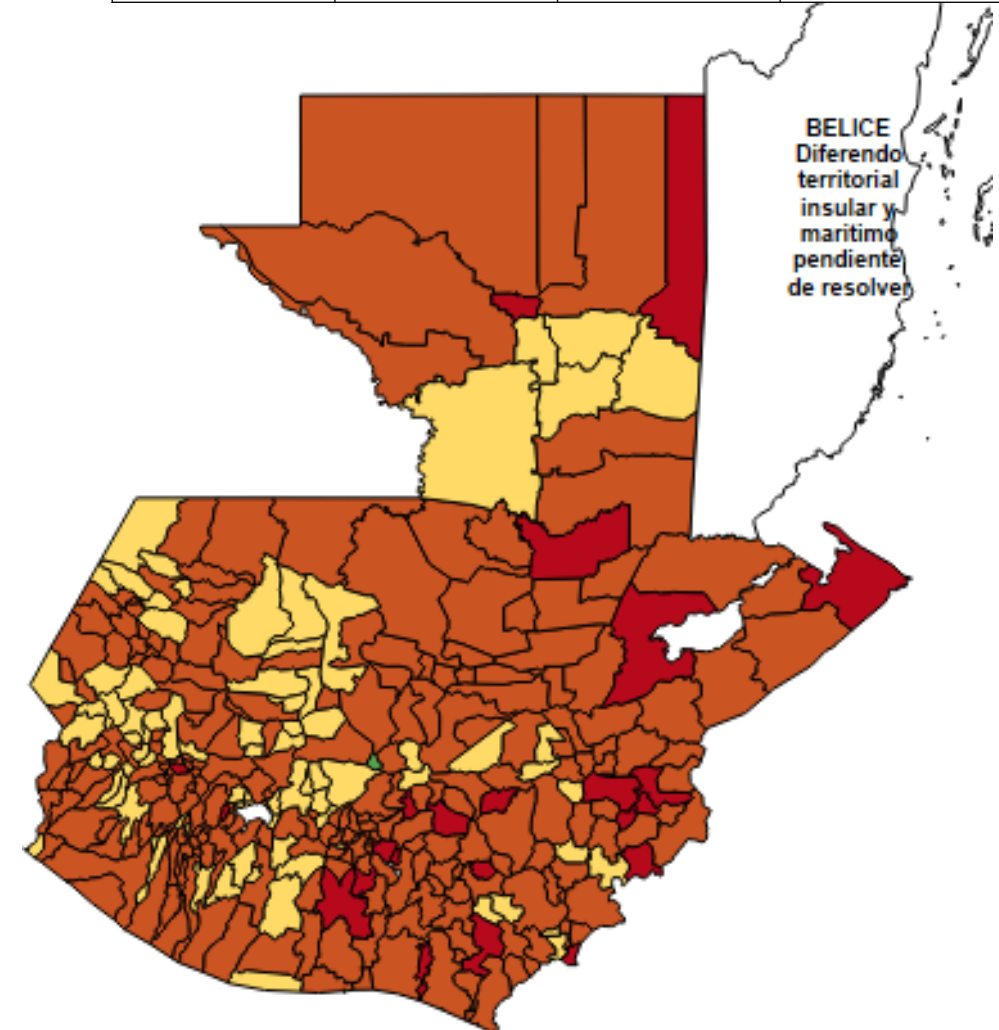 BELICE
Diferendo
territorial
insular y
maritimo
pendiente
de resolver